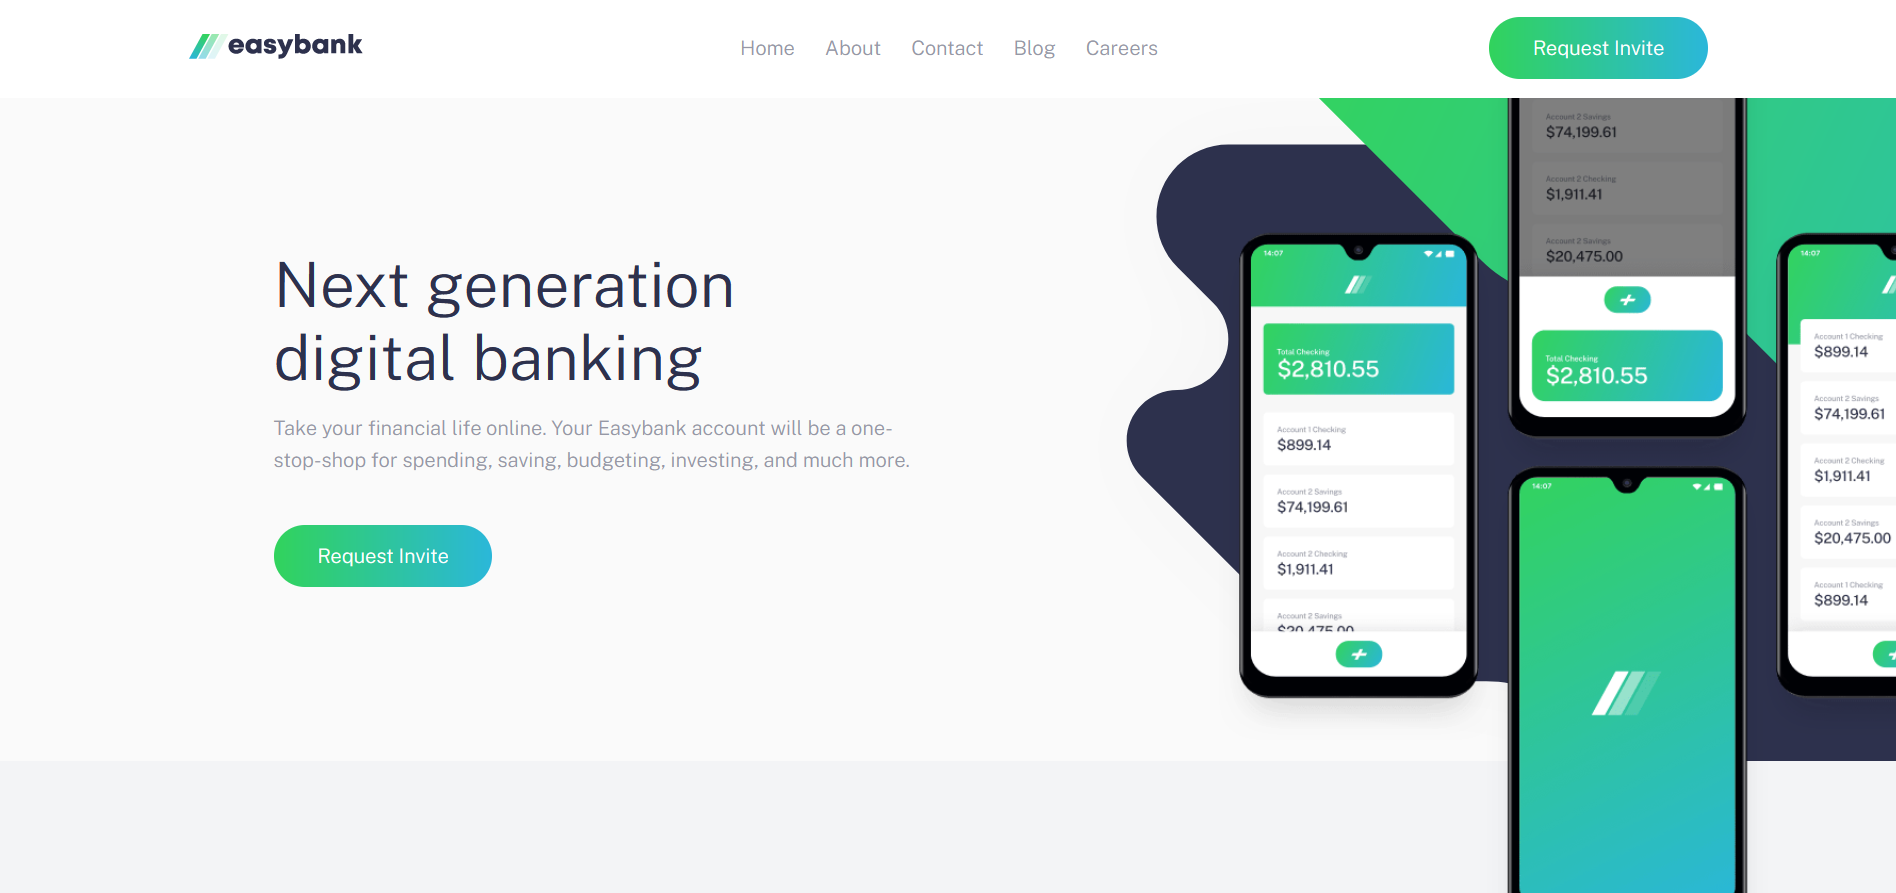 easybank
Home
About
Contact
Blog
Careers
Request Invite
Next generation
digital banking
Take your financial life online. Your Easybank account will be a one-
stop-shop for spending, saving, budgeting, investing, and much more.
Request Invite
14:07
Total Checking
$2,810.55
Account 1 Checking
$899.14
Account 2 Savings
$74,199.61
Account 2 Checking
$1,911.41
Account 2 Savings
$20,475.00
Account 2 Savings
$74,199.61
Account 2 Checking
$1,911.41
Account 2 Savings
$20,475.00
Total Checking
$2,810.55
14:07
14:07
Account 1 Checking
$899.14
Account 2 Savings
$74,199.61
Account 2 Checking
$1,911.41
Account 2 Savings
$20,475.00
Account 1 Checking
$899.14